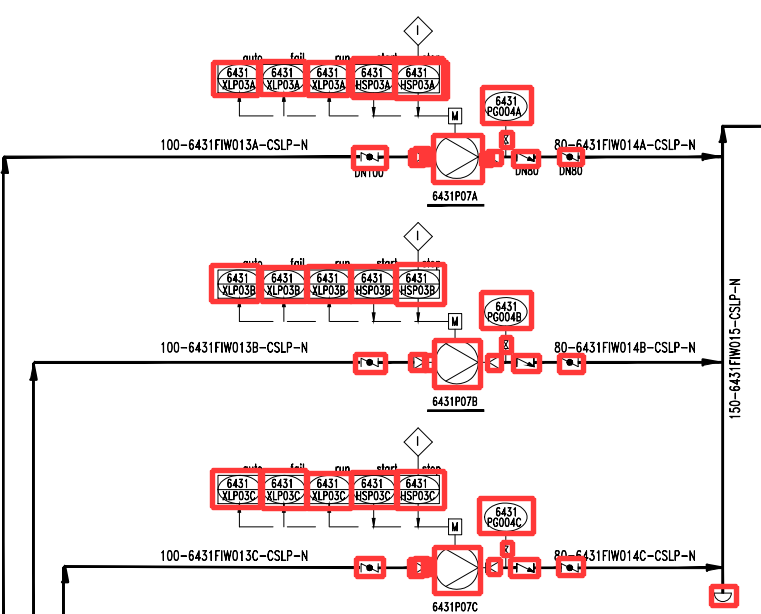 I
auto fail run start stop
6431 6431 6431 6431 6431
XLP03A XLP03A XLP03A HSP03A HSP03A
6431
PG004A
M
100-6431FIW013A-CSLP-N
80-6431FIW014A-CSLP-N
DN100
DN80
DN80
6431P07A
I
auto fail run start stop
6431 6431 6431 6431 6431
XLP03B XLP03B XLP03B HSP03B HSP03B
6431
PG004B
M
100-6431FIW013B-CSLP-N
80-6431FIW014B-CSLP-N
6431P07B
150-6431FIW015-CSLP-N
I
auto fail run start stop
6431 6431 6431 6431 6431
XLP03C XLP03C XLP03C HSP03C HSP03C
6431
PG004C
M
100-6431FIW013C-CSLP-N
80-6431FIW014C-CSLP-N
6431P07C